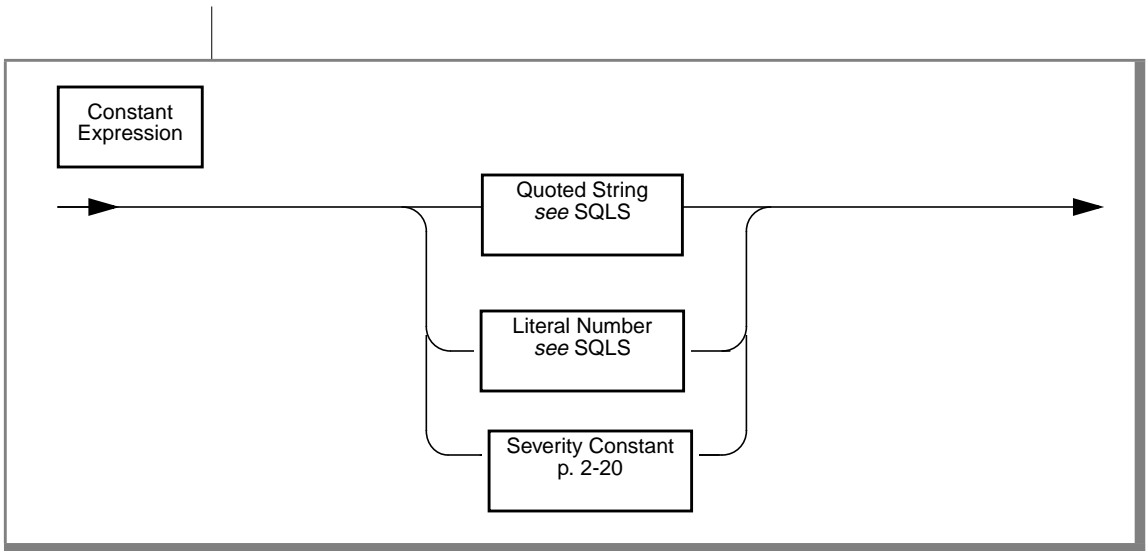 Constant
Expression
Quoted String
see SQLS
Literal Number
see SQLS
Severity Constant
p. 2-20